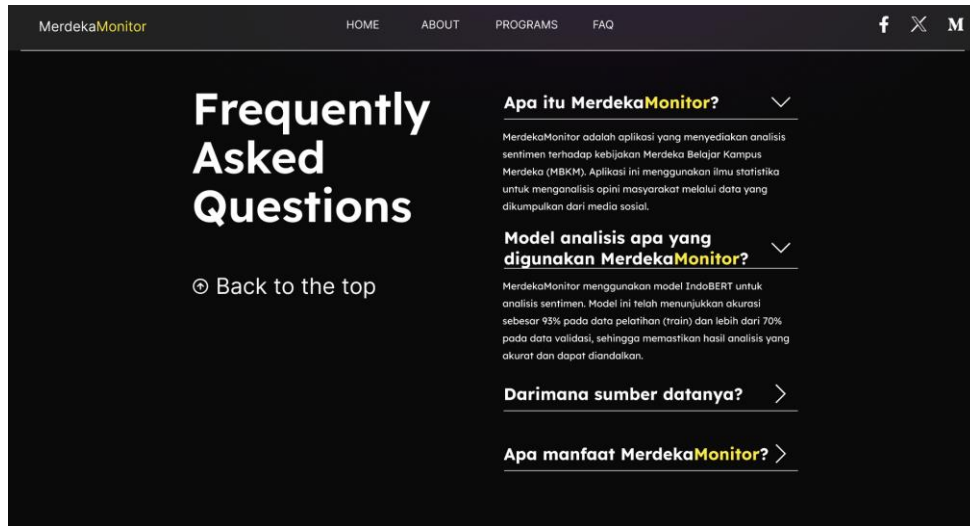 MerdekaMonitor
HOME ABOUT PROGRAMS FAQ
f X M
Frequently
Asked
Questions
Back to the top
Apa itu MerdekaMonitor?
MerdekaMonitor adalah aplikasi yang menyediakan analisis
sentimen terhadap kebijakan Merdeka Belajar Kampus
Merdeka (MBKM). Aplikasi ini menggunakan ilmu statistika
untuk menganalisis opini masyarakat melalui data yang
dikumpulkan dari media sosial.
Model analisis apa yang
digunakan MerdekaMonitor?
MerdekaMonitor menggunakan model IndoBERT untuk
analisis sentimen. Model ini telah menunjukkan akurasi
sebesar 93% pada data pelatihan (train) dan lebih dari 70%
pada data validasi, sehingga memastikan hasil analisis yang
akurat dan dapat diandalkan.
Darimana sumber datanya?
Apa manfaat MerdekaMonitor?